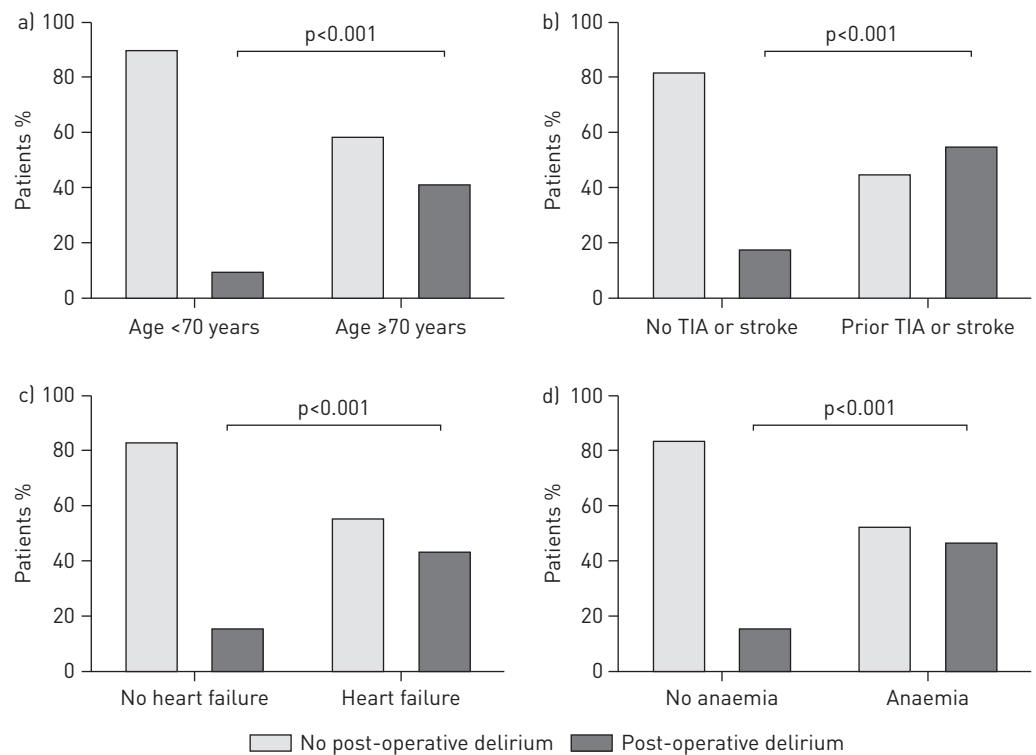 a) 100
80
60
40
20
0
Patients %
p<0.001
Age <70 years
Age ≥70 years
b) 100
80
60
40
20
0
Patients %
p<0.001
No TIA or stroke
Prior TIA or stroke
c) 100
80
60
40
20
0
Patients %
p<0.001
No heart failure
Heart failure
d) 100
80
60
40
20
0
Patients %
p<0.001
No anaemia
Anaemia
No post-operative delirium
Post-operative delirium